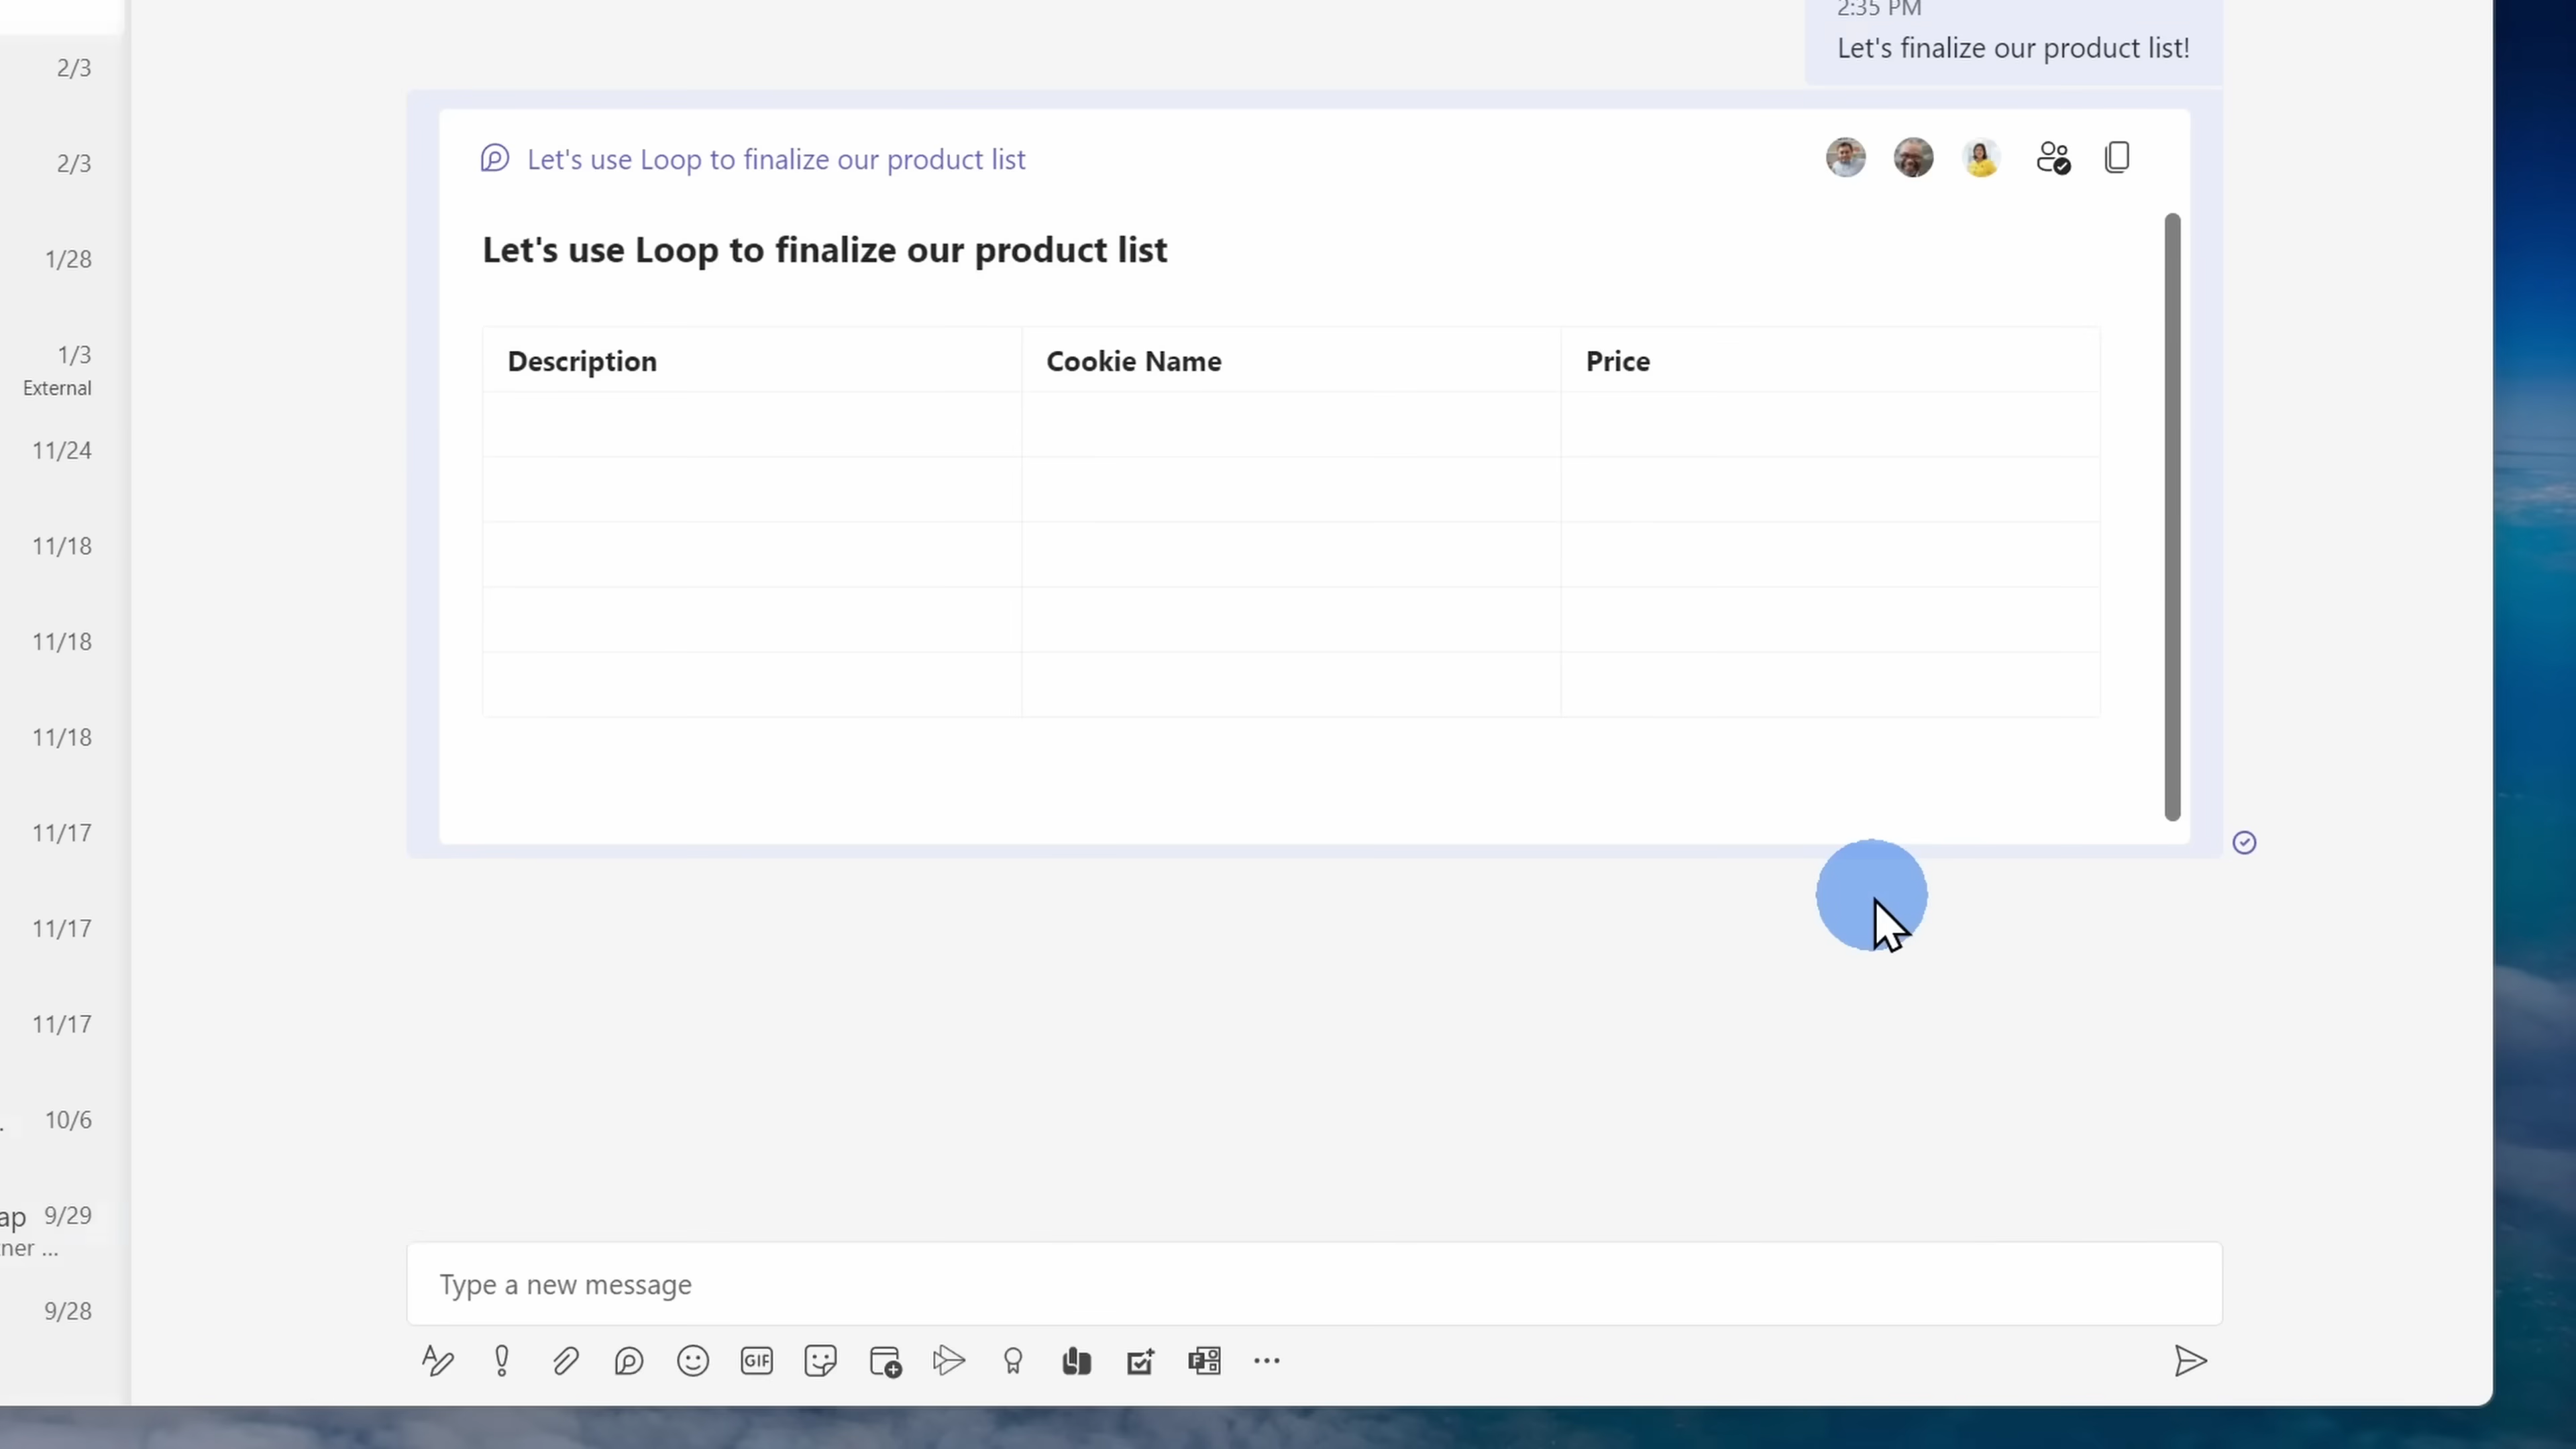 2:35 PM
Let's finalize our product list!
2/3
2/3
1/28
1/3
External
11/24
11/18
11/18
11/18
11/17
11/17
11/17
10/6
ap 9/29
ner ...
9/28
Let's use Loop to finalize our product list
Let's use Loop to finalize our product list
Description Cookie Name Price
Type a new message
GIF